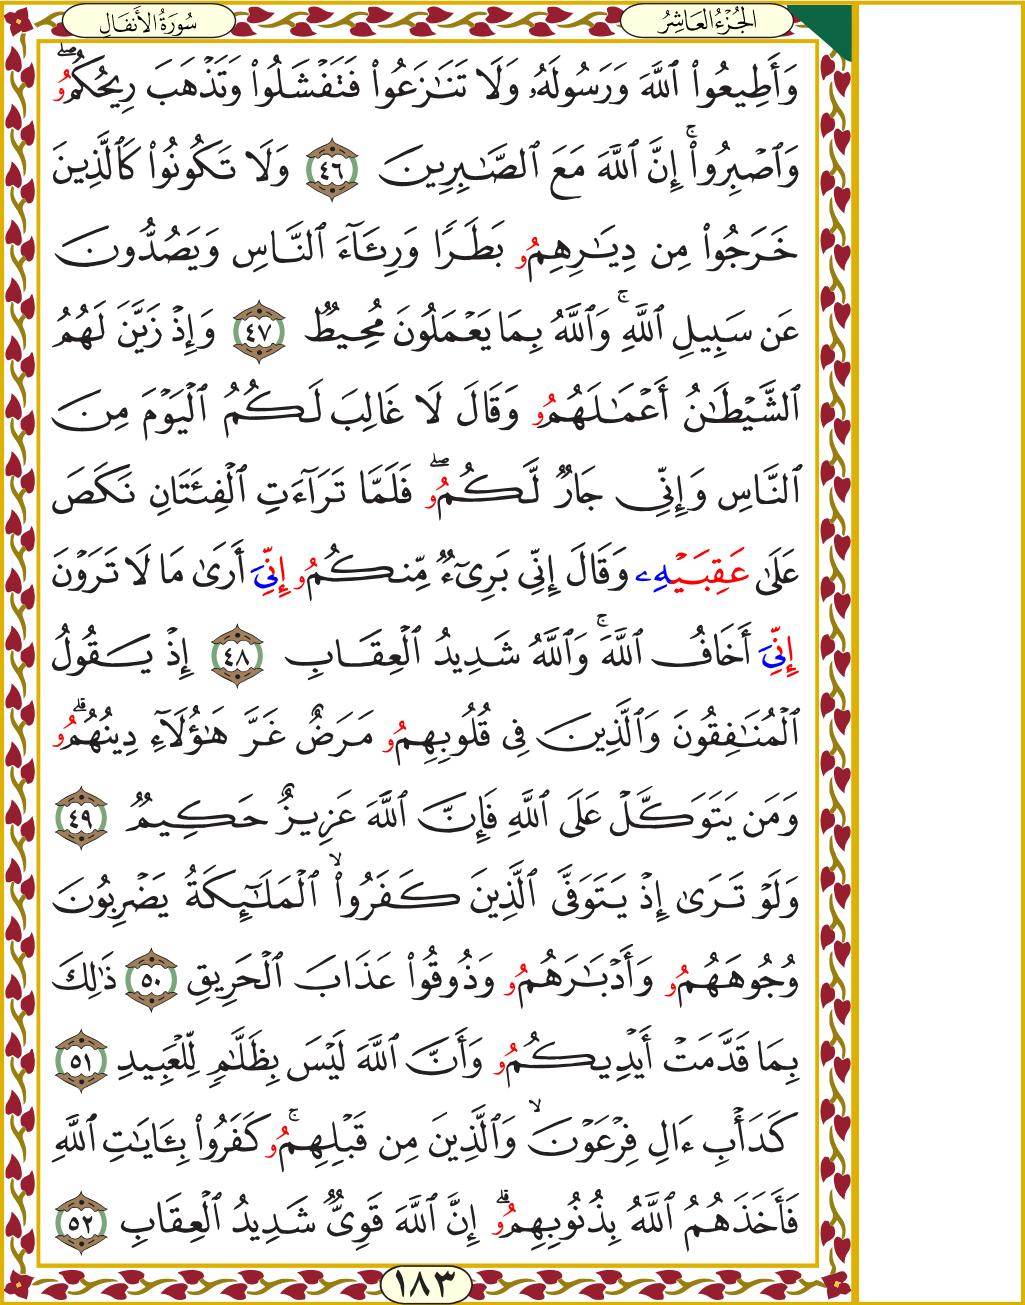 الجُزْءُ العَاشِرُ
سُورَةُ الأَنفَالِ
وَأَطِيعُوا۟ ٱللَّهَ وَرَسُولَهُۥ وَلَا تَنَـٰزَعُوا۟ فَتَفْشَلُوا۟ وَتَذْهَبَ رِيحُكُمُۥ ۖ
وَٱصْبِرُوا۟ ۚ إِنَّ ٱللَّهَ مَعَ ٱلصَّـٰبِرِينَ ٤٦ وَلَا تَكُونُوا۟ كَٱلَّذِينَ
خَرَجُوا۟ مِن دِيَـٰرِهِمُۥ بَطَرًا وَرِئَآءَ ٱلنَّاسِ وَيَصُدُّونَ
عَن سَبِيلِ ٱللَّهِ ۚ وَٱللَّهُ بِمَا يَعْمَلُونَ مُحِيطٌ ٤٧ وَإِذْ زَيَّنَ لَهُمُ
ٱلشَّيْطَـٰنُ أَعْمَـٰلَهُمُۥ وَقَالَ لَا غَالِبَ لَكُمُ ٱلْيَوْمَ مِنَ
ٱلنَّاسِ وَإِنِّى جَارٌ لَّكُمُۥ ۖ فَلَمَّا تَرَآءَتِ ٱلْفِئَتَانِ نَكَصَ
عَلَىٰ عَقِبَيْهِۦ وَقَالَ إِنِّى بَرِىٓءٌ مِّنكُمُۥ إِنِّىَ أَرَىٰ مَا لَا تَرَوْنَ
إِنِّىَ أَخَافُ ٱللَّهَ ۚ وَٱللَّهُ شَدِيدُ ٱلْعِقَابِ ٤٨ إِذْ يَقُولُ
ٱلْمُنَـٰفِقُونَ وَٱلَّذِينَ فِى قُلُوبِهِمُۥ مَرَضٌ غَرَّ هَـٰٓؤُلَآءِ دِينُهُمُۥ ۗ
وَمَن يَتَوَكَّلْ عَلَى ٱللَّهِ فَإِنَّ ٱللَّهَ عَزِيزٌ حَكِيمٌ ٤٩
وَلَوْ تَرَىٰٓ إِذْ يَتَوَفَّى ٱلَّذِينَ كَفَرُوا۟ ۙ ٱلْمَلَـٰٓئِكَةُ يَضْرِبُونَ
وُجُوهَهُمُۥ وَأَدْبَـٰرَهُمُۥ وَذُوقُوا۟ عَذَابَ ٱلْحَرِيقِ ٥٠ ذَٰلِكَ
بِمَا قَدَّمَتْ أَيْدِيكُمُۥ وَأَنَّ ٱللَّهَ لَيْسَ بِظَلَّـٰمٍ لِّلْعَبِيدِ ٥١
كَدَأْبِ ءَالِ فِرْعَوْنَ ۙ وَٱلَّذِينَ مِن قَبْلِهِمُۥ ۚ كَفَرُوا۟ بِـَٔايَـٰتِ ٱللَّهِ
فَأَخَذَهُمُ ٱللَّهُ بِذُنُوبِهِمُۥ ۗ إِنَّ ٱللَّهَ قَوِىٌّ شَدِيدُ ٱلْعِقَابِ ٥٢
١٨٣